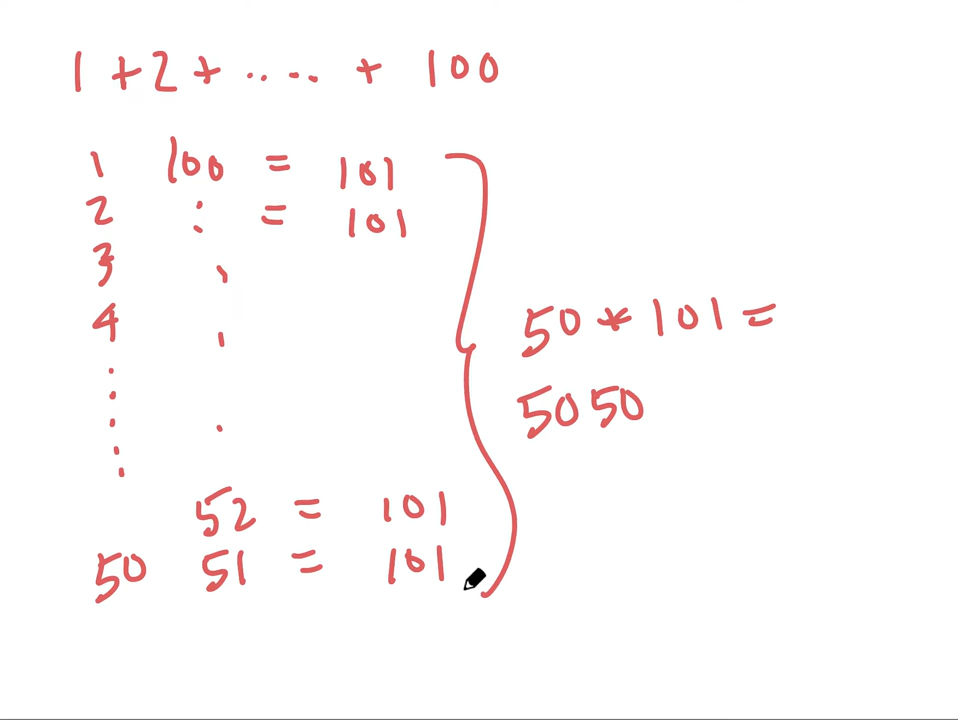 1 + 2 + ..... + 100
1 100 = 101
2 : = 101
3 .
4 .
.
.
. .
.
.
52 = 101
50 51 = 101
50 * 101 =
5050